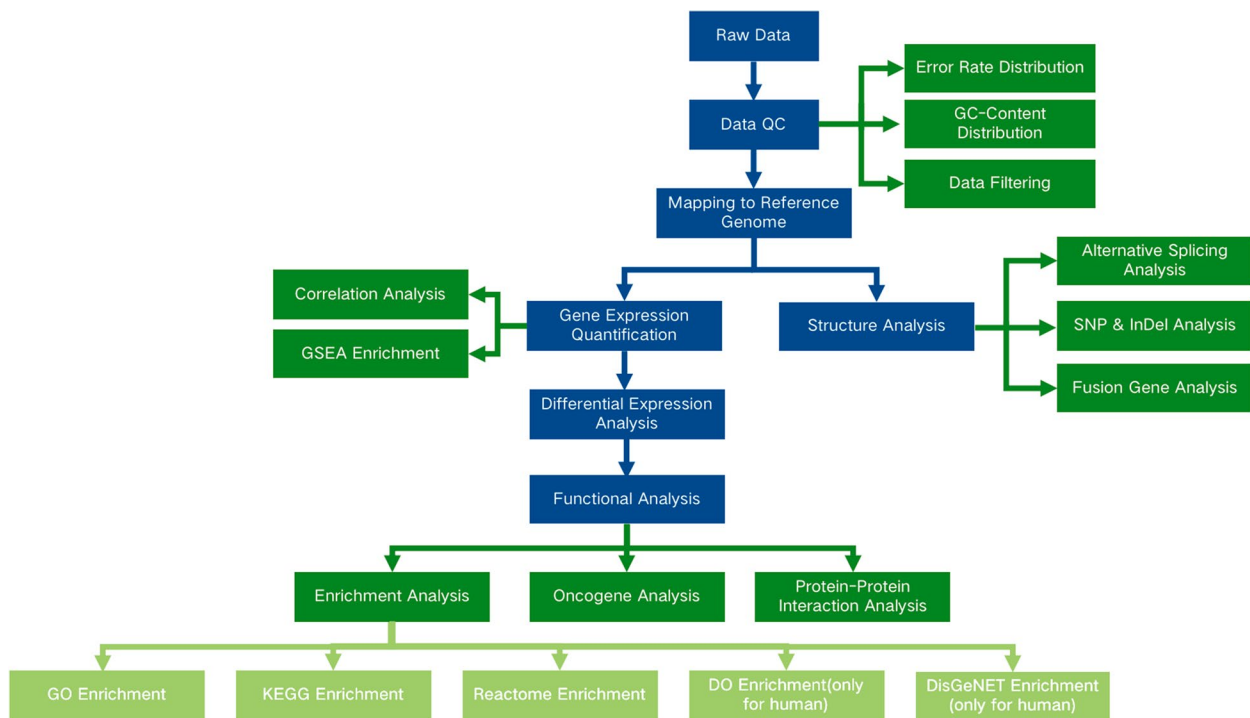 Raw Data
Error Rate Distribution
Data QC
GC-Content
Distribution
Data Filtering
Mapping to Reference
Genome
Alternative Splicing
Analysis
Correlation Analysis
Gene Expression
Quantification
Structure Analysis
SNP & InDel Analysis
GSEA Enrichment
Fusion Gene Analysis
Differential Expression
Analysis
Functional Analysis
Enrichment Analysis
Oncogene Analysis
Protein-Protein
Interaction Analysis
GO Enrichment
KEGG Enrichment
Reactome Enrichment
DO Enrichment(only
for human)
DisGeNET Enrichment
(only for human)